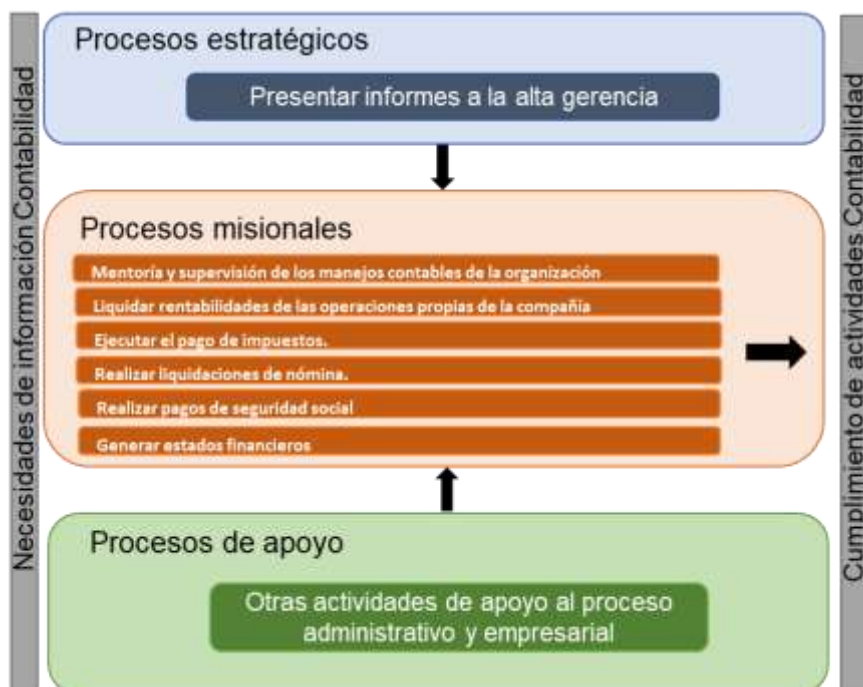 Necesidades de información Contabilidad
Procesos estratégicos
Presentar informes a la alta gerencia
Procesos misionales
Mentoría y supervisión de los manejos contables de la organización
Liquidar rentabilidades de las operaciones propias de la compañía
Ejecutar el pago de impuestos.
Realizar liquidaciones de nómina.
Realizar pagos de seguridad social
Generar estados financieros
Procesos de apoyo
Otras actividades de apoyo al proceso
administrativo y empresarial
Cumplimiento de actividades Contabilidad